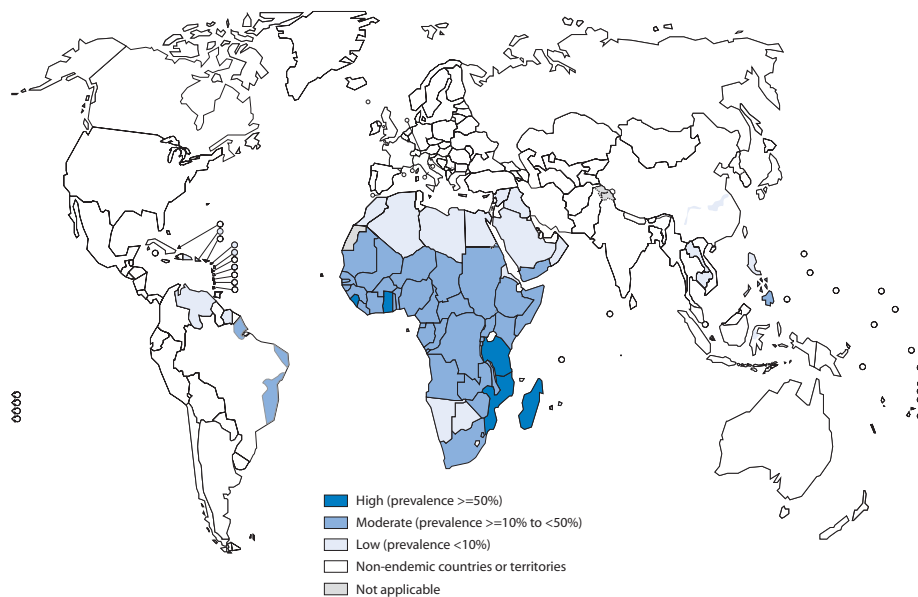 High (prevalence >=50%)
Moderate (prevalence >=10% to <50%)
Low (prevalence <10%)
Non-endemic countries or territories
Not applicable